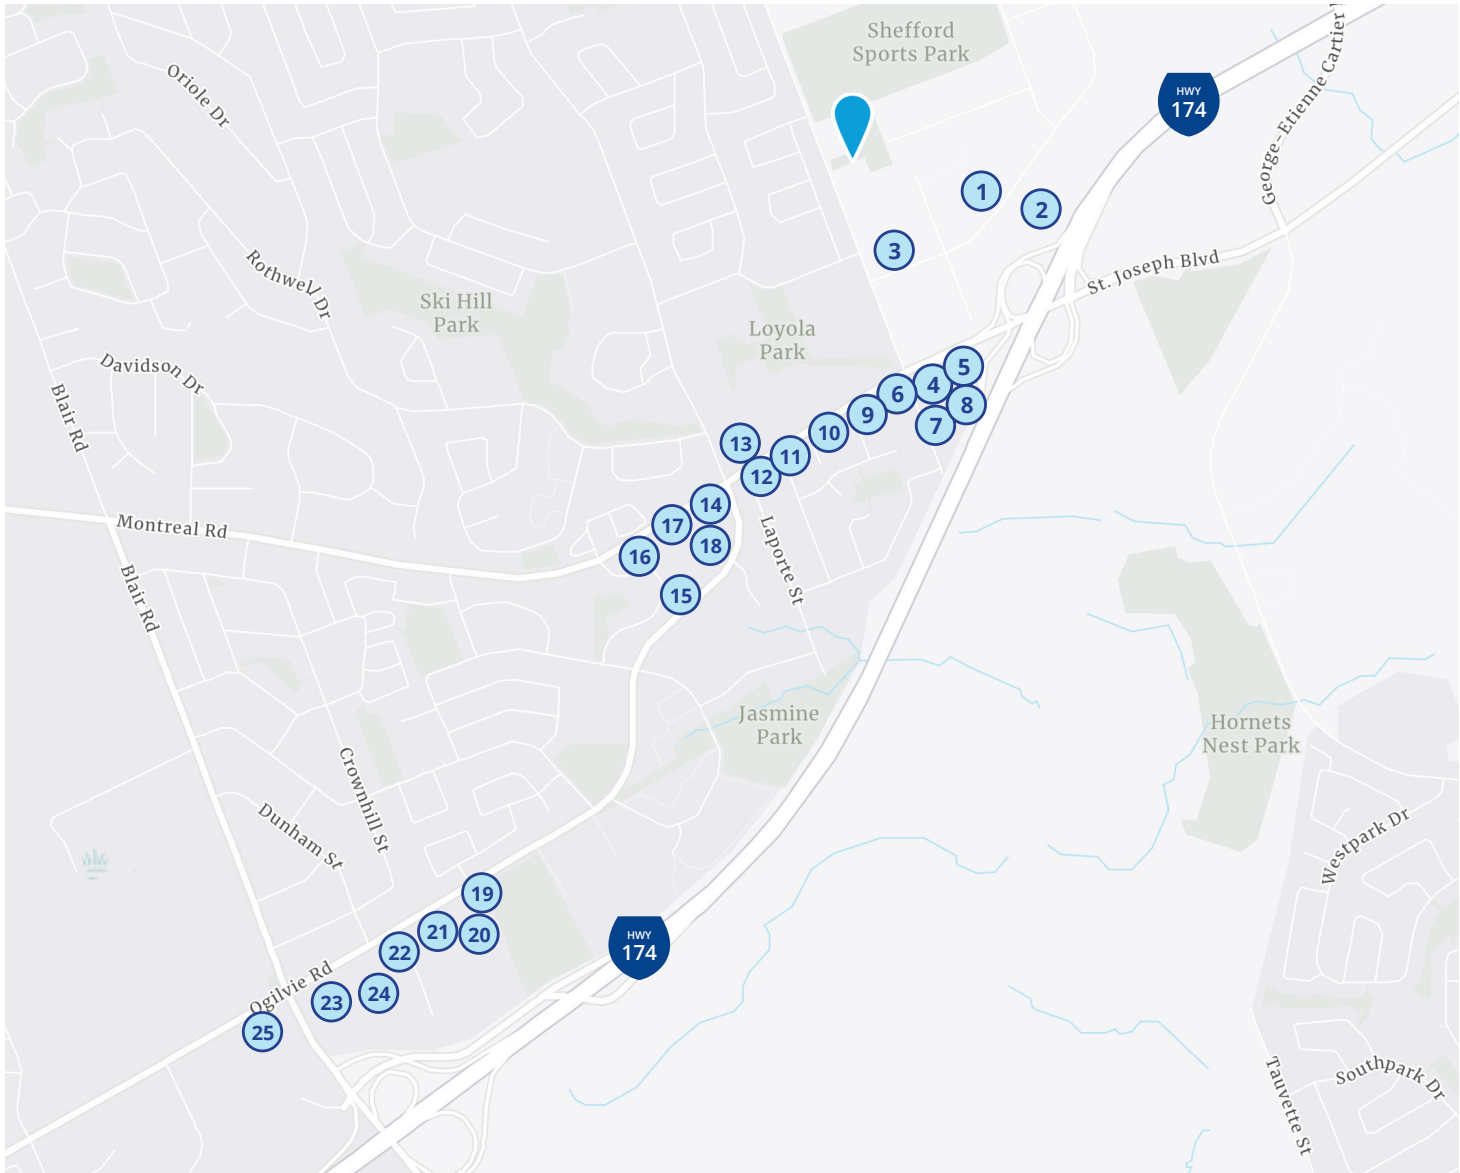 Shefford
Sports Park
HWY
174
George-Etienne Cartier
Oriole Dr
1
2
3
St. Joseph Blvd
Rothwell Dr
Ski Hill
Park
Loyola
Park
Davidson Dr
Blair Rd
5
4
6
8
9
7
10
13
11
12
14
17
18
16
15
Montreal Rd
Laporte St
Blair Rd
Jasmine
Park
Hornets
Nest Park
Crownhill St
Dunham St
Westpark Dr
19
21
20
22
HWY
174
Ogilvie Rd
24
23
25
Southpark Dr
Tauvette St